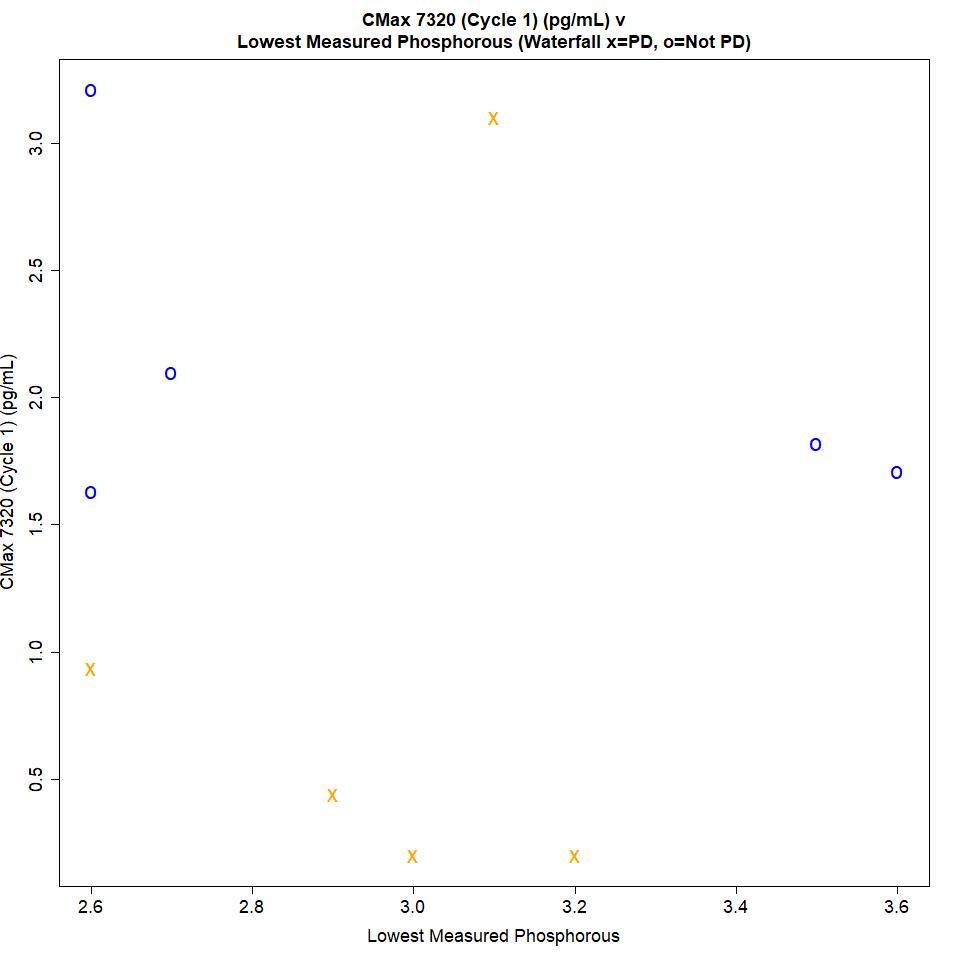 CMax 7320 (Cycle 1) (pg/mL) v
Lowest Measured Phosphorous (Waterfall x=PD, o=Not PD)
CMax 7320 (Cycle 1) (pg/mL)
3.0
2.5
2.0
1.5
1.0
0.5
o
x
o
o
o
o
x
x
x
x
2.6
2.8
3.0
3.2
3.4
3.6
Lowest Measured Phosphorous